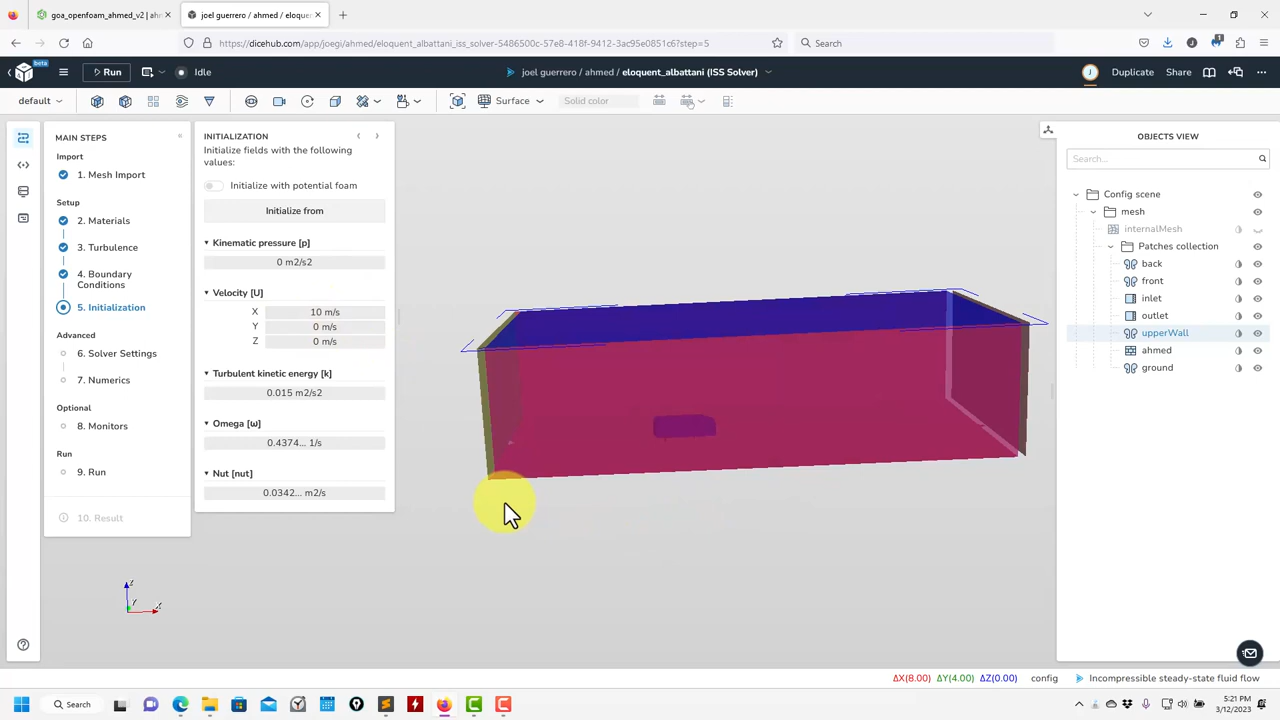 goa_openfoam_ahmed_v2 | ahm
joel guerrero / ahmed / eloquen
https://dicehub.com/app/joegi/ahmed/eloquent_albattani_iss_solver-54f6500c-57e8-418f-9412-3ac95e0851c6?step=5
Search
beta
Run
Idle
joel guerrero / ahmed / eloquent_albattani (ISS Solver)
J
Duplicate
Share
default
Surface
Solid color
MAIN STEPS
Import
1. Mesh Import
Setup
2. Materials
3. Turbulence
4. Boundary
Conditions
5. Initialization
Advanced
6. Solver Settings
7. Numerics
Optional
8. Monitors
Run
9. Run
10. Result
INITIALIZATION
Initialize fields with the following
values:
Initialize with potential foam
Initialize from
Kinematic pressure [p]
0 m2/s2
Velocity [U]
X 10 m/s
Y 0 m/s
Z 0 m/s
Turbulent kinetic energy [k]
0.015 m2/s2
Omega [ω]
0.4374... 1/s
Nut [nut]
0.0342... m2/s
OBJECTS VIEW
Search...
Config scene
mesh
internalMesh
Patches collection
back
front
inlet
outlet
upperWall
ahmed
ground
Z
Y
X
ΔX(8.00) ΔY(4.00) ΔZ(0.00) config Incompressible steady-state fluid flow
Search
5:21 PM
3/12/2023